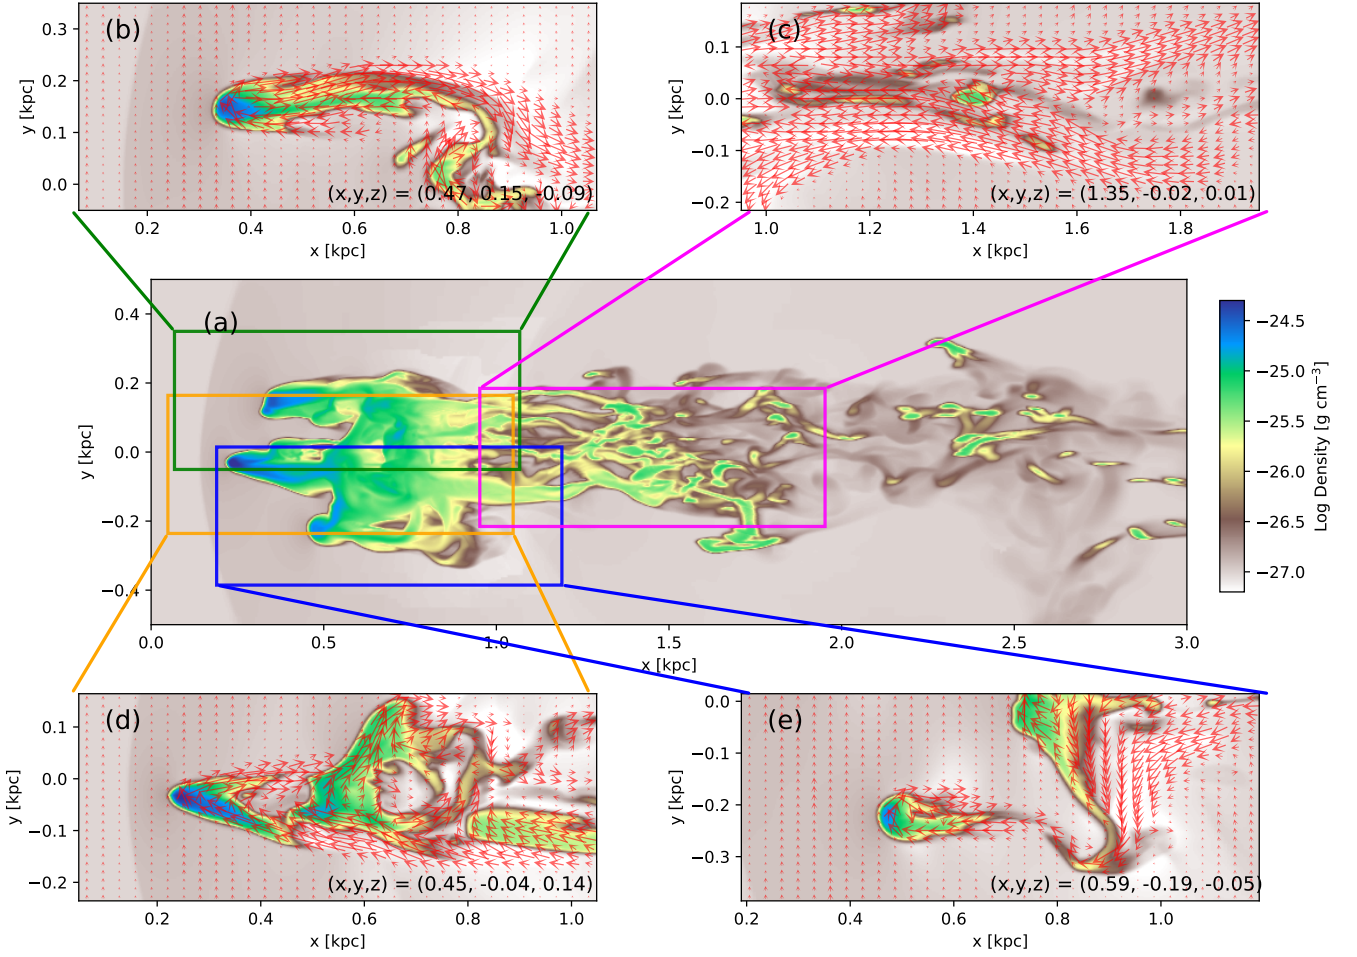 (b)
0.3
0.2
0.1
0.0
y [kpc]
(x,y,z) = (0.47, 0.15, -0.09)
0.2 0.4 0.6 0.8 1.0
x [kpc]
(c)
0.1
0.0
−0.1
−0.2
y [kpc]
(x,y,z) = (1.35, -0.02, 0.01)
1.0 1.2 1.4 1.6 1.8
x [kpc]
(a)
0.4
0.2
0.0
−0.2
−0.4
y [kpc]
0.0 0.5 1.0 1.5 2.0 2.5 3.0
x [kpc]
−24.5
−25.0
−25.5
−26.0
−26.5
−27.0
Log Density [g cm⁻³]
(d)
0.1
0.0
−0.1
−0.2
y [kpc]
(x,y,z) = (0.45, -0.04, 0.14)
0.2 0.4 0.6 0.8 1.0
x [kpc]
(e)
0.0
−0.1
−0.2
−0.3
y [kpc]
(x,y,z) = (0.59, -0.19, -0.05)
0.2 0.4 0.6 0.8 1.0
x [kpc]